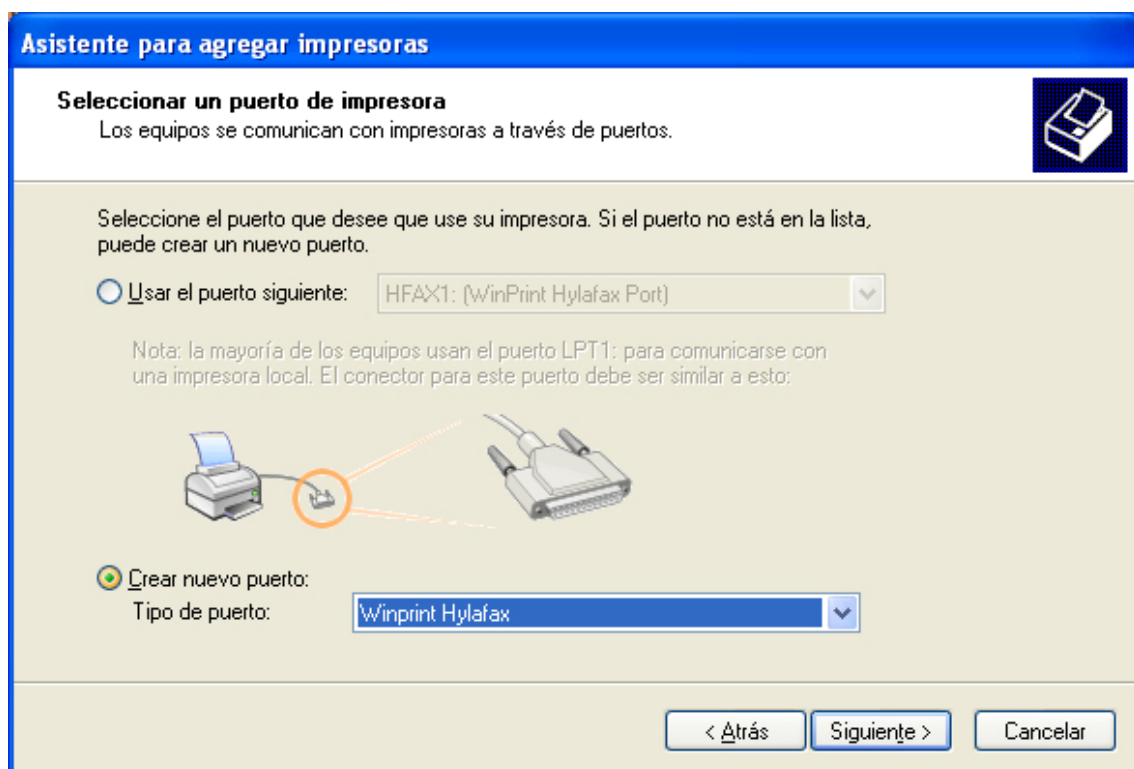 Asistente para agregar impresoras
Seleccionar un puerto de impresora
Los equipos se comunican con impresoras a través de puertos.
Seleccione el puerto que desee que use su impresora. Si el puerto no está en la lista,
puede crear un nuevo puerto.
Usar el puerto siguiente: HFAX1: (WinPrint Hylafax Port)
Nota: la mayoría de los equipos usan el puerto LPT1: para comunicarse con
una impresora local. El conector para este puerto debe ser similar a esto:
Crear nuevo puerto:
Tipo de puerto: Winprint Hylafax
< Atrás Siguiente > Cancelar